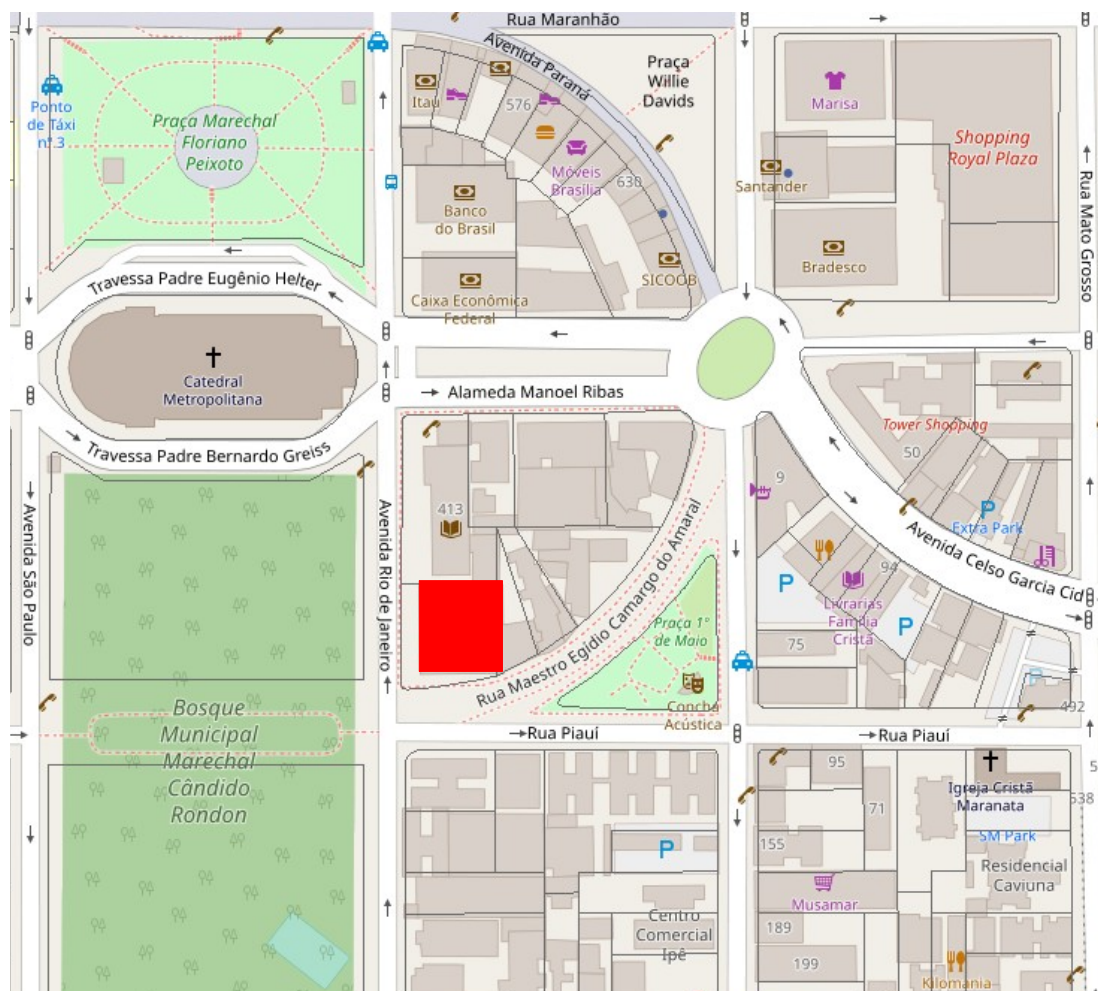 Rua Maranhão
Avenida Paraná
Praça
Willie
Davids
Itaú
576
Marisa
Ponto
de Táxi
nº 3
Praça Marechal
Floriano
Peixoto
Shopping
Royal Plaza
Móveis
Brasília
630
Santander
Rua Mato Grosso
Banco
do Brasil
Bradesco
SICOOB
Travessa Padre Eugênio Helter
Caixa Econômica
Federal
Catedral
Metropolitana
Alameda Manoel Ribas
Tower Shopping
50
Travessa Padre Bernardo Greiss
9
413
P
Extra Park
Avenida São Paulo
Avenida Rio de Janeiro
Rua Maestro Egídio Camargo do Amaral
Avenida Celso Garcia Cid
94
P
Livrarias
Família
Cristã
P
Praça 1º
de Maio
75
P
Concha
Acústica
492
Bosque
Municipal
Marechal
Cândido
Rondon
Rua Piauí
Rua Piauí
95
Igreja Cristã
Maranata
5
538
71
SM Park
155
P
Residencial
Caviuna
Musamar
Centro
Comercial
Ipê
189
199
Kilomania